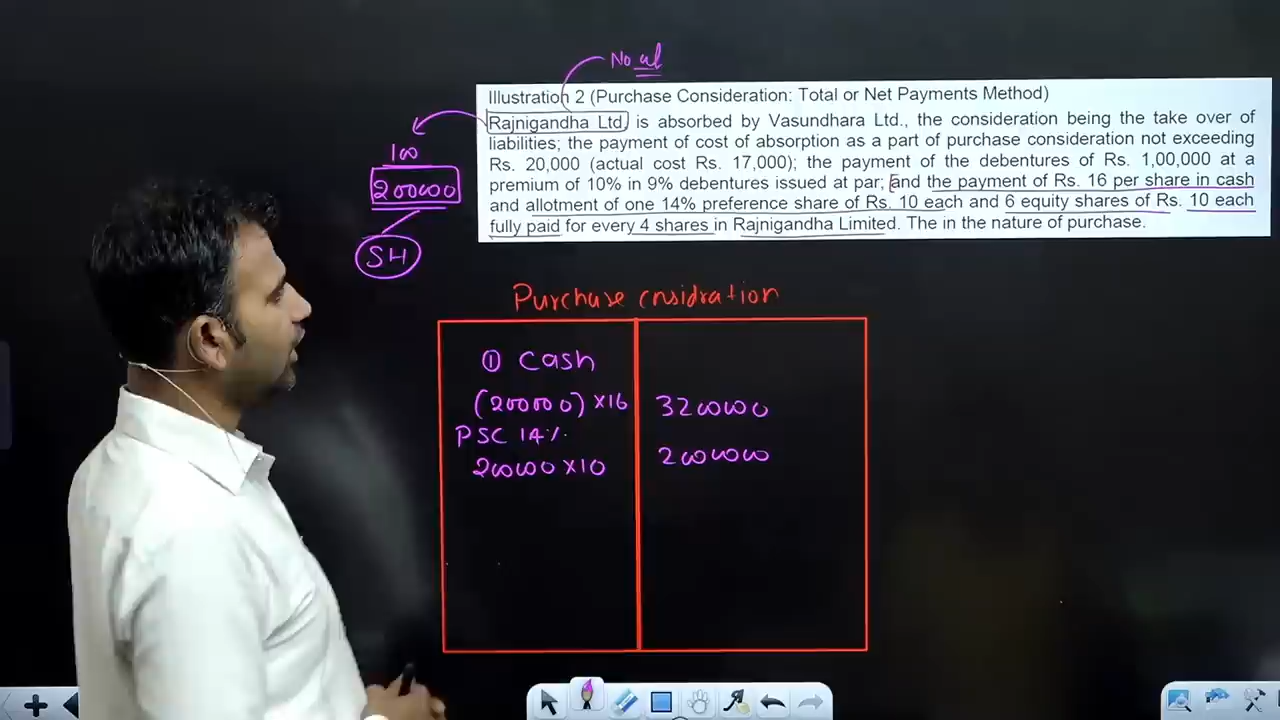 No al
Illustration 2 (Purchase Consideration: Total or Net Payments Method)
Rajnigandha Ltd. is absorbed by Vasundhara Ltd., the consideration being the take over of
liabilities; the payment of cost of absorption as a part of purchase consideration not exceeding
Rs. 20,000 (actual cost Rs. 17,000); the payment of the debentures of Rs. 1,00,000 at a
premium of 10% in 9% debentures issued at par; and the payment of Rs. 16 per share in cash
and allotment of one 14% preference share of Rs. 10 each and 6 equity shares of Rs. 10 each
fully paid for every 4 shares in Rajnigandha Limited. The in the nature of purchase.
100
200000
SH
Purchase cnsidration
① Cash
(200000) ×16 3200000
PSC 14%.
200000 ×10 2000000